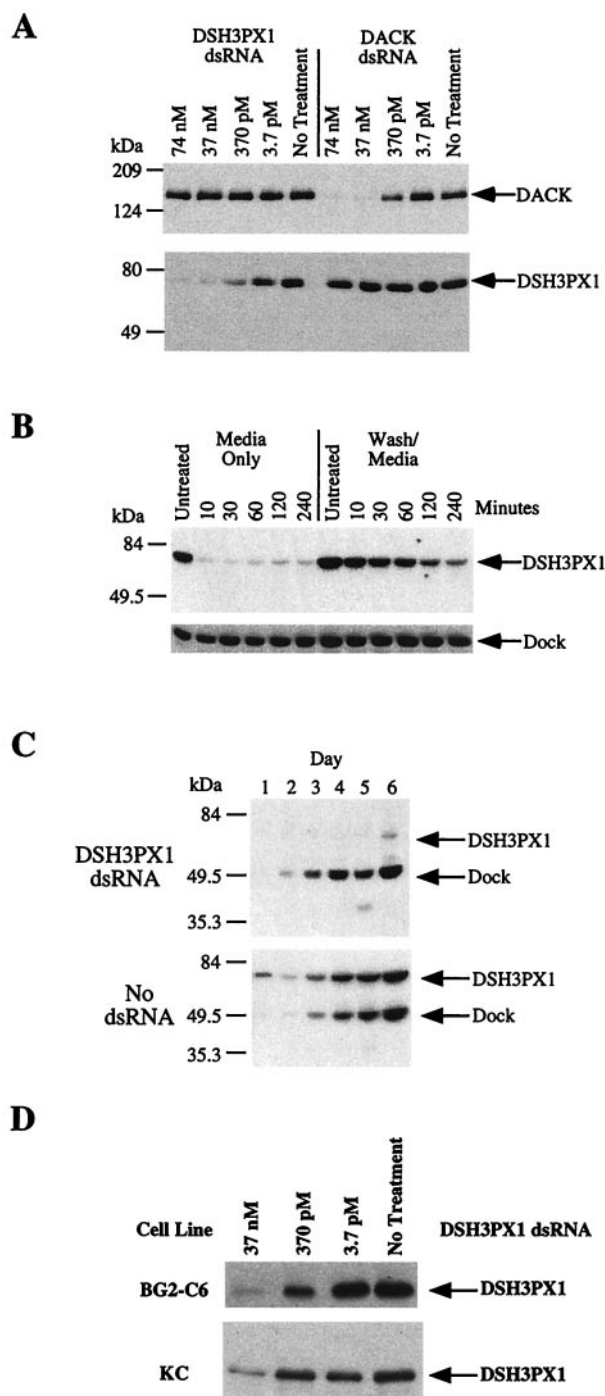 A
DSH3PX1 dsRNA
DACK dsRNA
kDa
74 nM
37 nM
370 pM
3.7 pM
No Treatment
74 nM
37 nM
370 pM
3.7 pM
No Treatment
209
124
DACK
80
49
DSH3PX1
B
Media Only
Wash/ Media
kDa
Untreated
10
30
60
120
240
Untreated
10
30
60
120
240
Minutes
84
49.5
DSH3PX1
Dock
C
Day
kDa
1 2 3 4 5 6
DSH3PX1 dsRNA
84
49.5
35.3
DSH3PX1
Dock
No dsRNA
84
49.5
35.3
DSH3PX1
Dock
D
Cell Line
37 nM
370 pM
3.7 pM
No Treatment
DSH3PX1 dsRNA
BG2-C6
DSH3PX1
KC
DSH3PX1